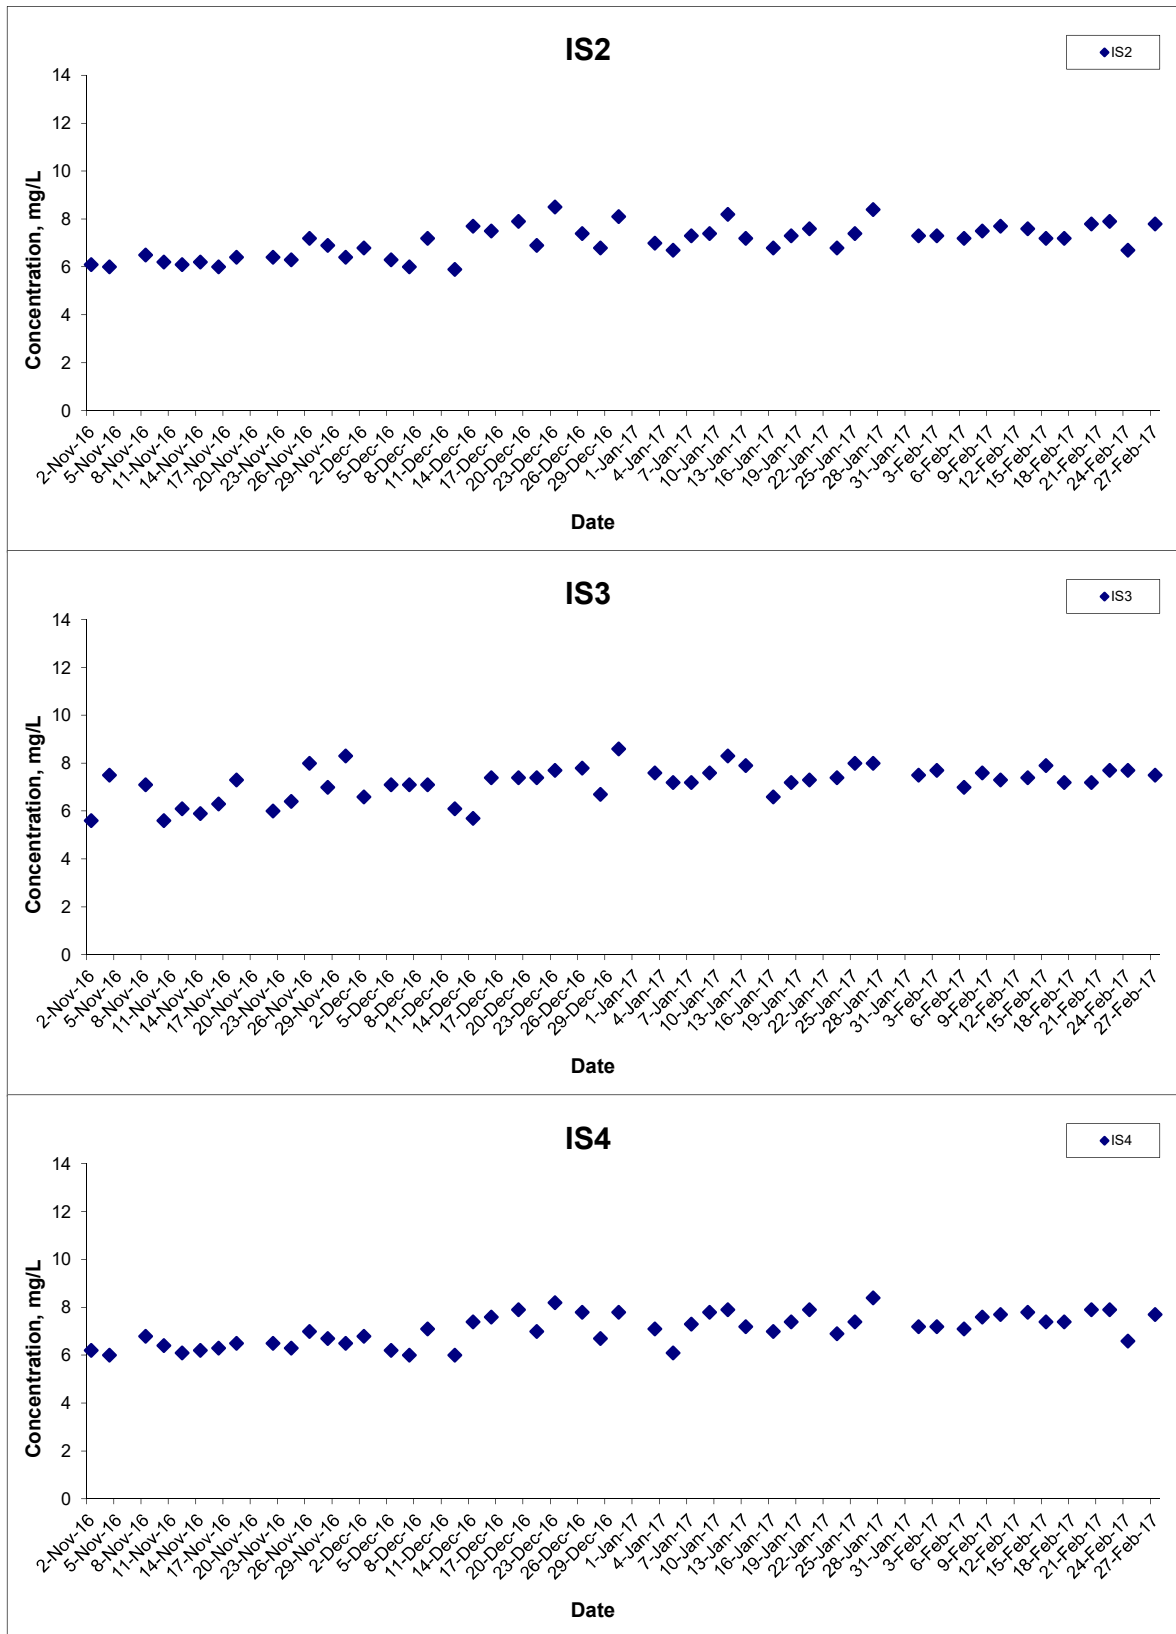 IS2
IS2
14
12
10
8
6
4
2
0
Concentration, mg/L
2-Nov-16 5-Nov-16 8-Nov-16 11-Nov-16 14-Nov-16 17-Nov-16 20-Nov-16 23-Nov-16 26-Nov-16 29-Nov-16 2-Dec-16 5-Dec-16 8-Dec-16 11-Dec-16 14-Dec-16 17-Dec-16 20-Dec-16 23-Dec-16 26-Dec-16 29-Dec-16 1-Jan-17 4-Jan-17 7-Jan-17 10-Jan-17 13-Jan-17 16-Jan-17 19-Jan-17 22-Jan-17 25-Jan-17 28-Jan-17 31-Jan-17 3-Feb-17 6-Feb-17 9-Feb-17 12-Feb-17 15-Feb-17 18-Feb-17 21-Feb-17 24-Feb-17 27-Feb-17
Date
IS3
IS3
14
12
10
8
6
4
2
0
Concentration, mg/L
2-Nov-16 5-Nov-16 8-Nov-16 11-Nov-16 14-Nov-16 17-Nov-16 20-Nov-16 23-Nov-16 26-Nov-16 29-Nov-16 2-Dec-16 5-Dec-16 8-Dec-16 11-Dec-16 14-Dec-16 17-Dec-16 20-Dec-16 23-Dec-16 26-Dec-16 29-Dec-16 1-Jan-17 4-Jan-17 7-Jan-17 10-Jan-17 13-Jan-17 16-Jan-17 19-Jan-17 22-Jan-17 25-Jan-17 28-Jan-17 31-Jan-17 3-Feb-17 6-Feb-17 9-Feb-17 12-Feb-17 15-Feb-17 18-Feb-17 21-Feb-17 24-Feb-17 27-Feb-17
Date
IS4
IS4
14
12
10
8
6
4
2
0
Concentration, mg/L
2-Nov-16 5-Nov-16 8-Nov-16 11-Nov-16 14-Nov-16 17-Nov-16 20-Nov-16 23-Nov-16 26-Nov-16 29-Nov-16 2-Dec-16 5-Dec-16 8-Dec-16 11-Dec-16 14-Dec-16 17-Dec-16 20-Dec-16 23-Dec-16 26-Dec-16 29-Dec-16 1-Jan-17 4-Jan-17 7-Jan-17 10-Jan-17 13-Jan-17 16-Jan-17 19-Jan-17 22-Jan-17 25-Jan-17 28-Jan-17 31-Jan-17 3-Feb-17 6-Feb-17 9-Feb-17 12-Feb-17 15-Feb-17 18-Feb-17 21-Feb-17 24-Feb-17 27-Feb-17
Date